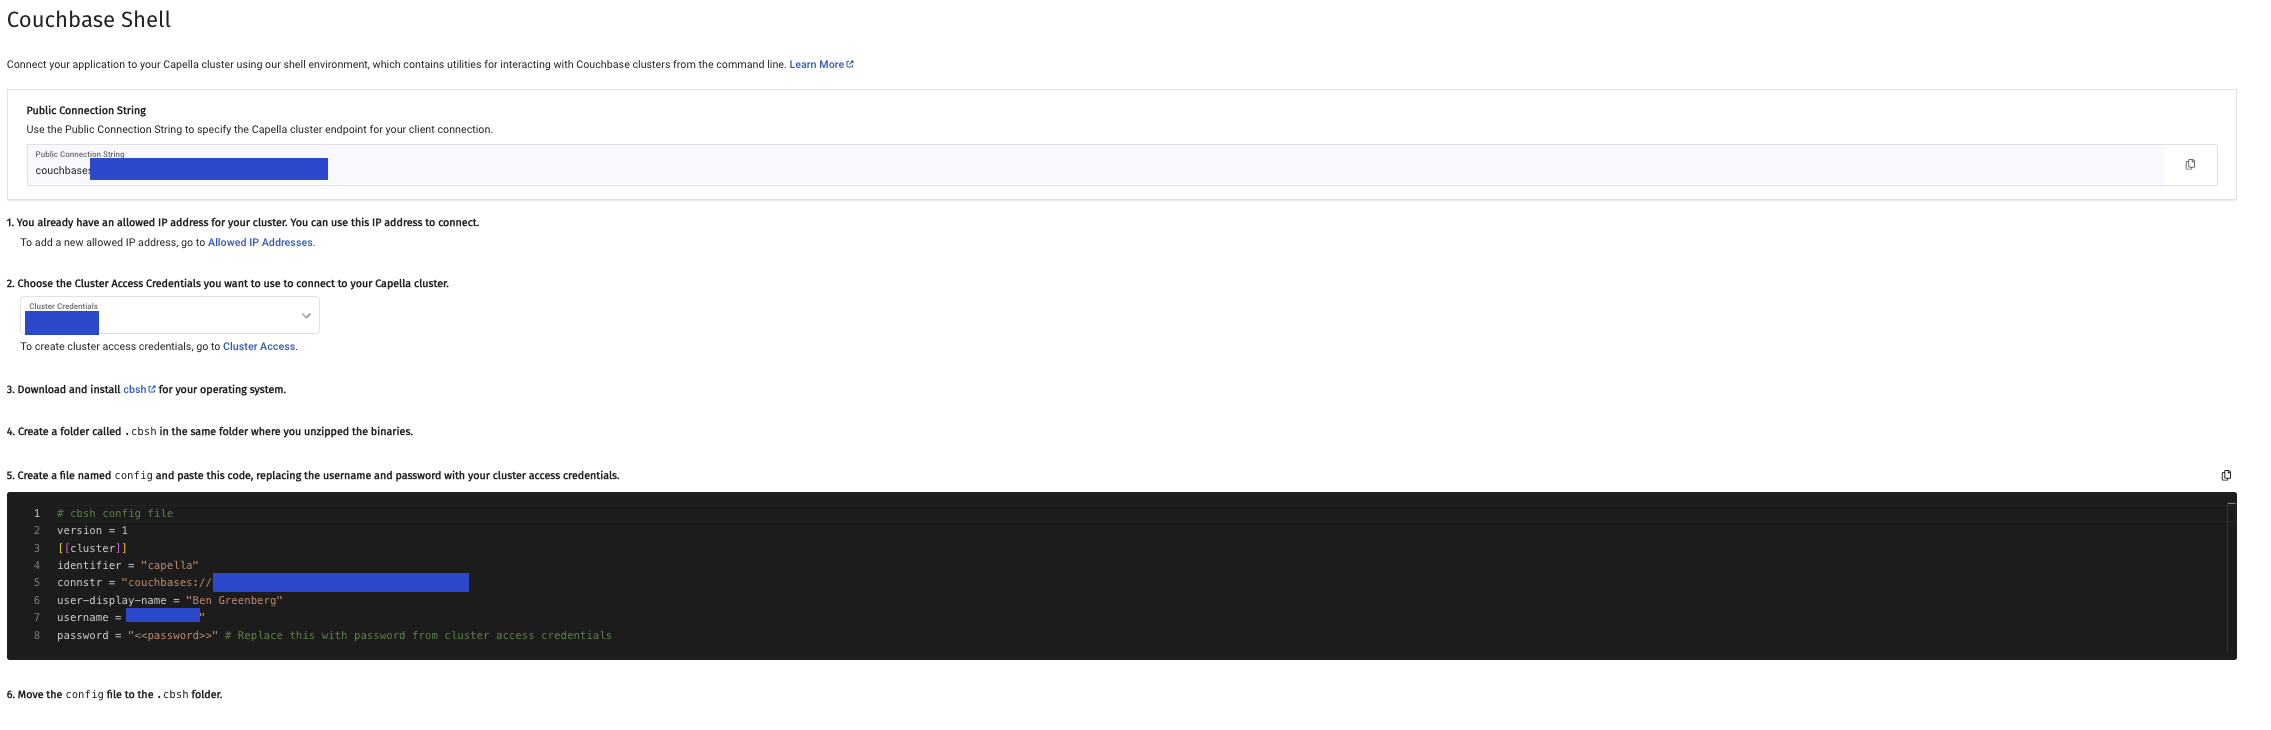 Couchbase Shell
Connect your application to your Capella cluster using our shell environment, which contains utilities for interacting with Couchbase clusters from the command line. Learn More
Public Connection String
Use the Public Connection String to specify the Capella cluster endpoint for your client connection.
Public Connection String
couchbases
1. You already have an allowed IP address for your cluster. You can use this IP address to connect.
To add a new allowed IP address, go to Allowed IP Addresses.
2. Choose the Cluster Access Credentials you want to use to connect to your Capella cluster.
Cluster Credentials
To create cluster access credentials, go to Cluster Access.
3. Download and install cbsh for your operating system.
4. Create a folder called .cbsh in the same folder where you unzipped the binaries.
5. Create a file named config and paste this code, replacing the username and password with your cluster access credentials.
1 # cbsh config file
2 version = 1
3 [[cluster]]
4 identifier = "capella"
5 connstr = "couchbases://
6 user-display-name = "Ben Greenberg"
7 username = "
8 password = "<<password>>" # Replace this with password from cluster access credentials
6. Move the config file to the .cbsh folder.